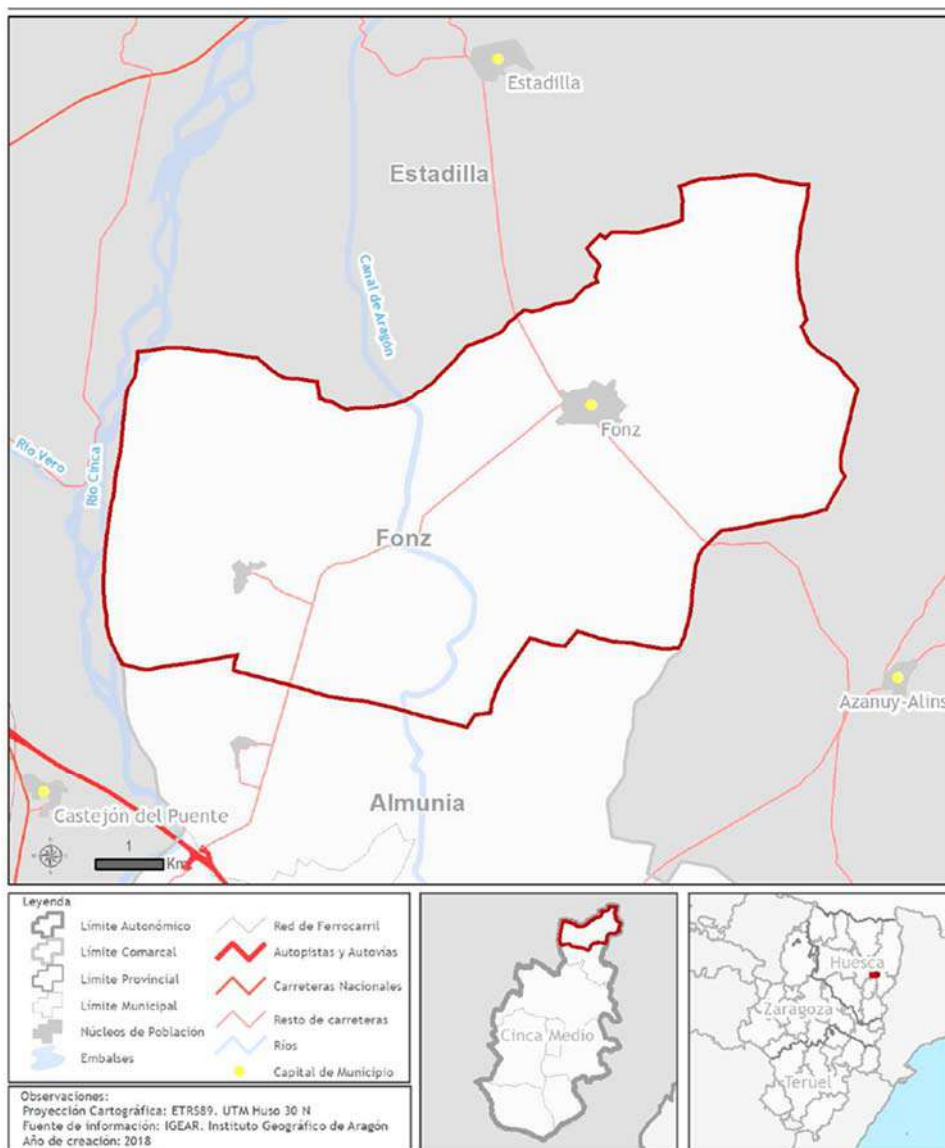 Estadilla
Estadilla
Canal de Aragón
Río Vero
Río Cinca
Fonz
Fonz
Azanuy-Alins
Almunia
Castejón del Puente
1
Km
Leyenda
Límite Autonómico
Límite Comarcal
Límite Provincial
Límite Municipal
Núcleos de Población
Embalses
Red de Ferrocarril
Autopistas y Autovías
Carreteras Nacionales
Resto de carreteras
Ríos
Capital de Municipio
Cinca Medio
Huesca
Zaragoza
Teruel
Observaciones:
Proyección Cartográfica: ETRS89. UTM Huso 30 N
Fuente de información: IGEAR. Instituto Geográfico de Aragón
Año de creación: 2018